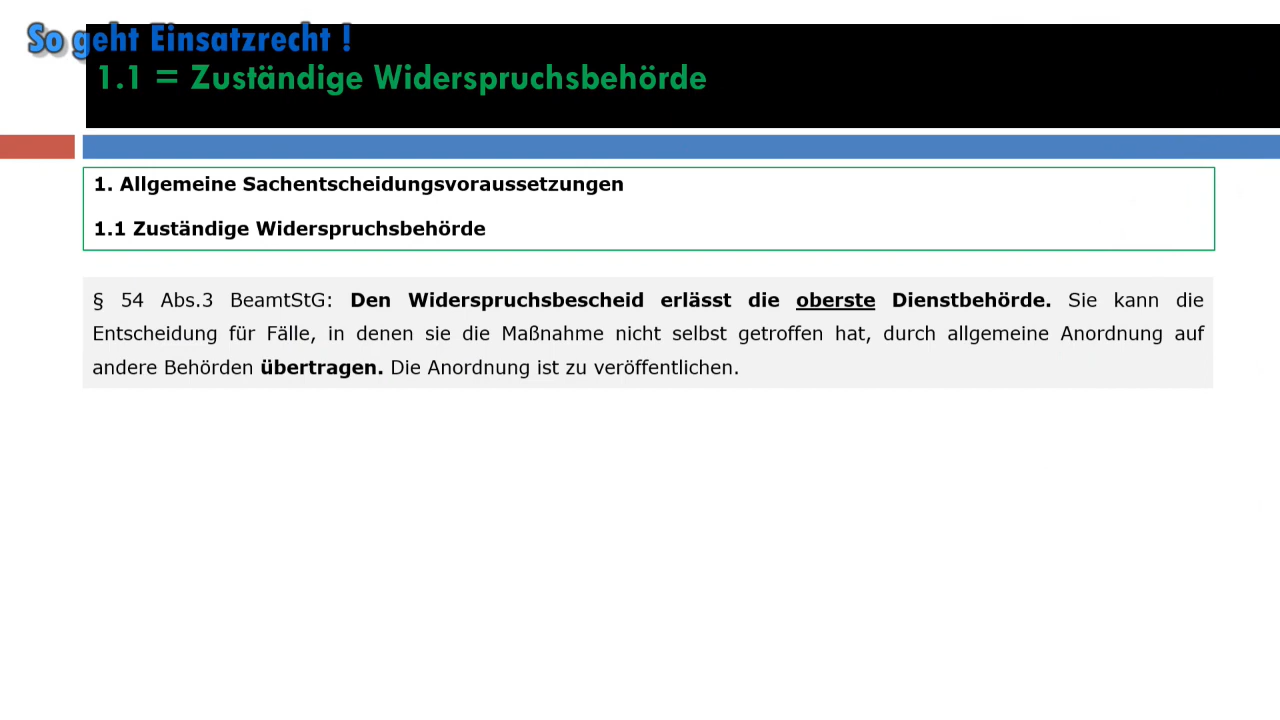 So geht Einsatzrecht !
1.1 = Zuständige Widerspruchsbehörde
1. Allgemeine Sachentscheidungsvoraussetzungen
1.1 Zuständige Widerspruchsbehörde
§ 54 Abs.3 BeamtStG: Den Widerspruchsbescheid erlässt die oberste Dienstbehörde. Sie kann die
Entscheidung für Fälle, in denen sie die Maßnahme nicht selbst getroffen hat, durch allgemeine Anordnung auf
andere Behörden übertragen. Die Anordnung ist zu veröffentlichen.